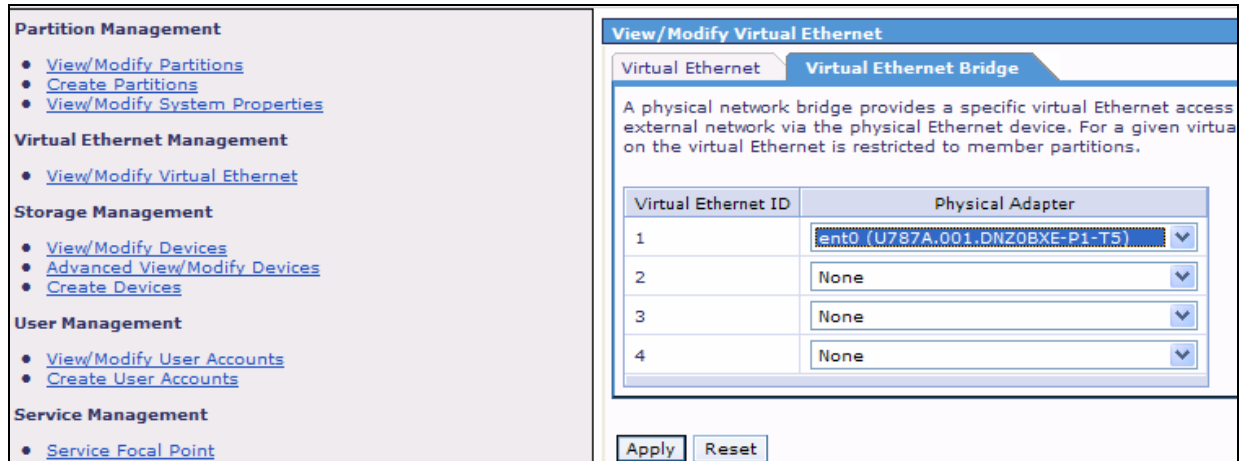 Partition Management
View/Modify Partitions
Create Partitions
View/Modify System Properties
Virtual Ethernet Management
View/Modify Virtual Ethernet
Storage Management
View/Modify Devices
Advanced View/Modify Devices
Create Devices
User Management
View/Modify User Accounts
Create User Accounts
Service Management
Service Focal Point
View/Modify Virtual Ethernet
Virtual Ethernet
Virtual Ethernet Bridge
A physical network bridge provides a specific virtual Ethernet access
external network via the physical Ethernet device. For a given virtua
on the virtual Ethernet is restricted to member partitions.
Virtual Ethernet ID Physical Adapter
1 ent0 (U787A.001.DNZ0BXE-P1-T5)
2 None
3 None
4 None
Apply Reset